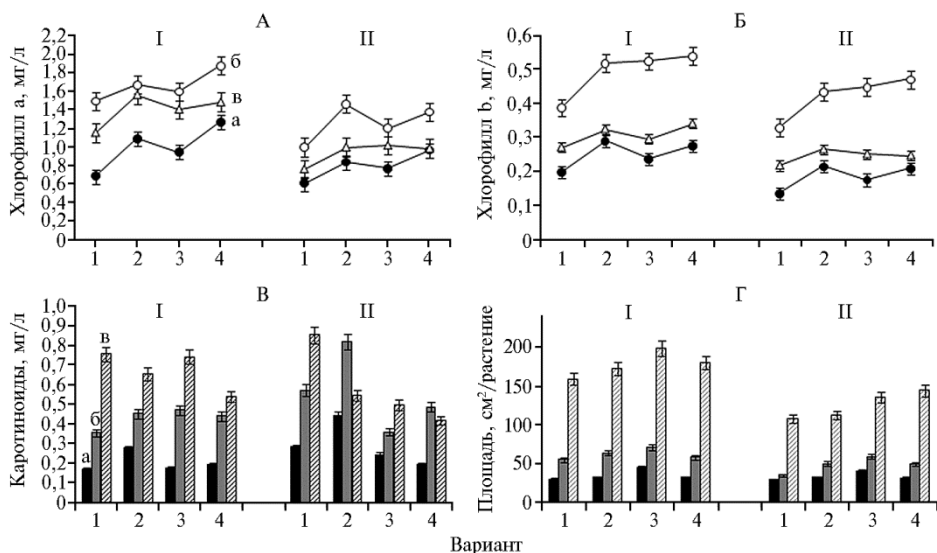 А
Б
I
II
I
II
Хлорофилл a, мг/л
2,2
2,0
1,8
1,6
1,4
1,2
1,0
0,8
0,6
0,4
0,2
0
б
в
а
1 2 3 4 1 2 3 4
Хлорофилл b, мг/л
0,6
0,5
0,4
0,3
0,2
0,1
0
1 2 3 4 1 2 3 4
В
Г
I
II
I
II
Каротиноиды, мг/л
1,0
0,9
0,8
0,7
0,6
0,5
0,4
0,3
0,2
0,1
0
а
б
в
1 2 3 4 1 2 3 4
Площадь, см²/растение
200
150
100
50
0
1 2 3 4 1 2 3 4
Вариант